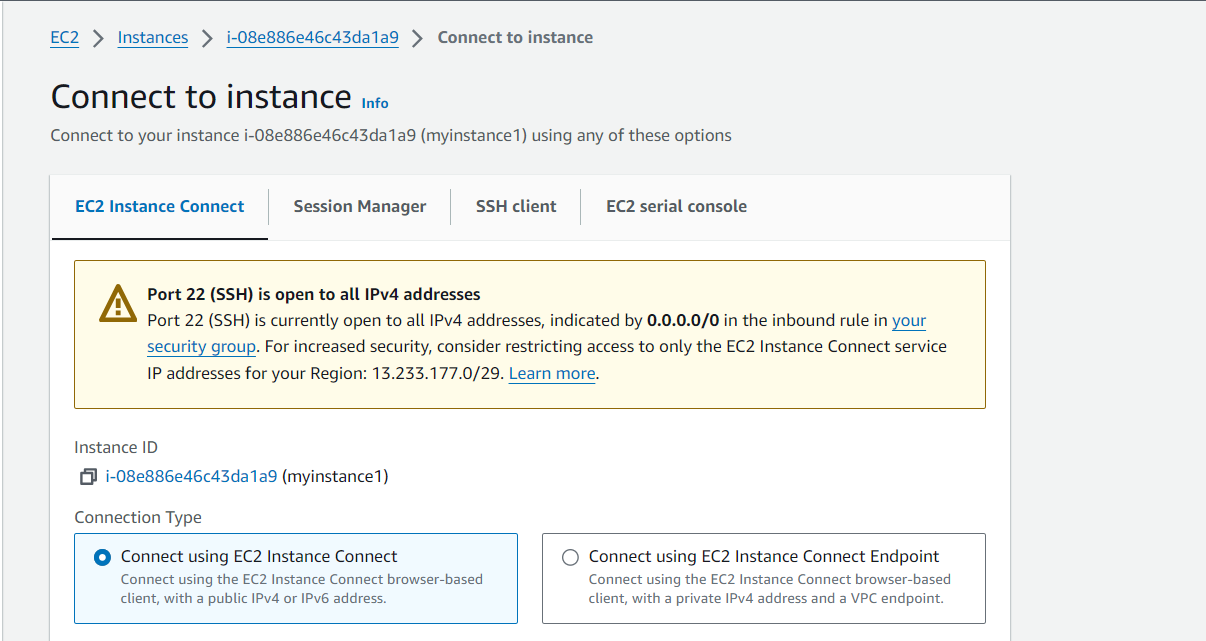 EC2 > Instances > i-08e886e46c43da1a9 > Connect to instance
Connect to instance Info
Connect to your instance i-08e886e46c43da1a9 (myinstance1) using any of these options
EC2 Instance Connect Session Manager SSH client EC2 serial console
Port 22 (SSH) is open to all IPv4 addresses
Port 22 (SSH) is currently open to all IPv4 addresses, indicated by 0.0.0.0/0 in the inbound rule in your
security group. For increased security, consider restricting access to only the EC2 Instance Connect service
IP addresses for your Region: 13.233.177.0/29. Learn more.
Instance ID
i-08e886e46c43da1a9 (myinstance1)
Connection Type
Connect using EC2 Instance Connect
Connect using the EC2 Instance Connect browser-based
client, with a public IPv4 or IPv6 address.
Connect using EC2 Instance Connect Endpoint
Connect using the EC2 Instance Connect browser-based
client, with a private IPv4 address and a VPC endpoint.